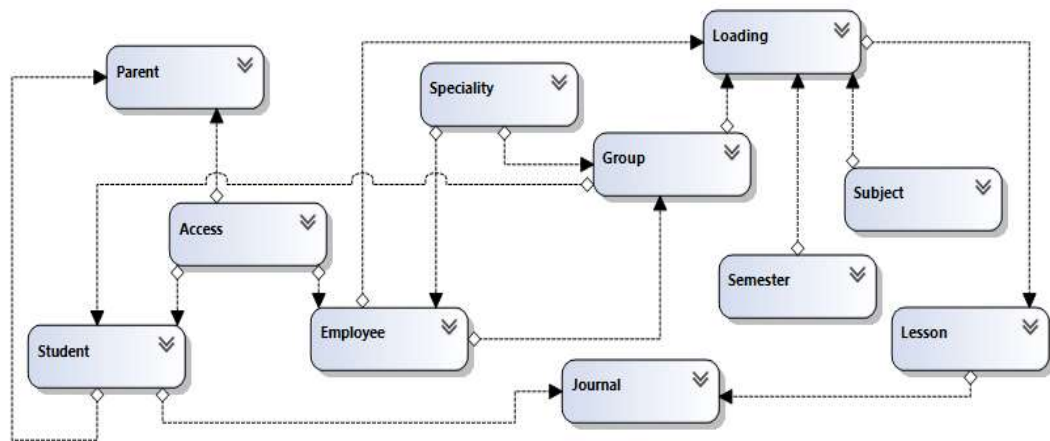 Loading
Parent
Speciality
Group
Subject
Access
Semester
Employee
Lesson
Student
Journal